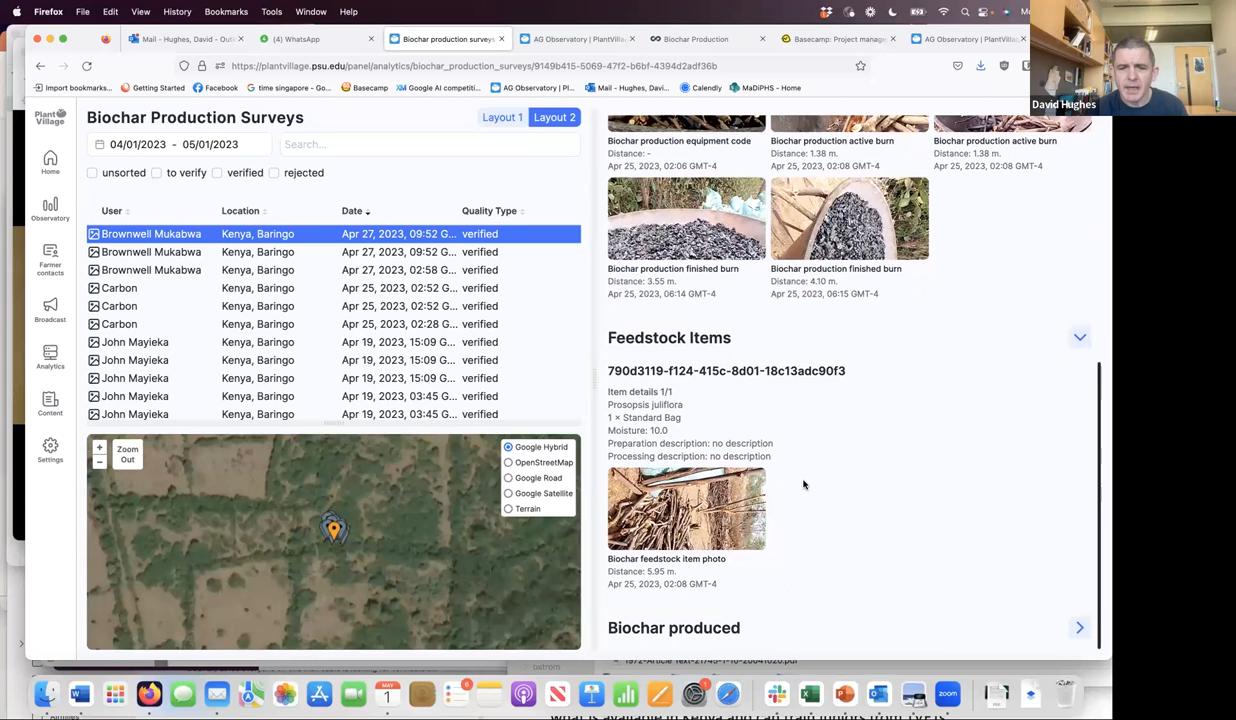 Firefox File Edit View History Bookmarks Tools Window Help
Mail - Hughes, David - Outl
(4) WhatsApp
Biochar production surveys
AG Observatory | PlantVilla
Biochar Production
Basecamp: Project manage
AG Observatory | PlantVillag
https://plantvillage.psu.edu/panel/analytics/biochar_production_surveys/9149b415-5069-47f2-b6bf-4394d2adf36b
Import bookmarks...
Getting Started
Facebook
time singapore - Go...
Basecamp
Google AI competiti...
AG Observatory | Pl...
Mail - Hughes, Davi...
Calendly
MaDiPHS - Home
David Hughes
Plant Village
Home
Observatory
Farmer contacts
Broadcast
Analytics
Content
Settings
Biochar Production Surveys
Layout 1 Layout 2
04/01/2023 - 05/01/2023
Search...
unsorted to verify verified rejected
User Location Date Quality Type
Brownwell Mukabwa Kenya, Baringo Apr 27, 2023, 09:52 G... verified
Brownwell Mukabwa Kenya, Baringo Apr 27, 2023, 09:52 G... verified
Brownwell Mukabwa Kenya, Baringo Apr 27, 2023, 02:58 G... verified
Carbon Kenya, Baringo Apr 25, 2023, 02:52 G... verified
Carbon Kenya, Baringo Apr 25, 2023, 02:52 G... verified
Carbon Kenya, Baringo Apr 25, 2023, 02:28 G... verified
John Mayieka Kenya, Baringo Apr 19, 2023, 15:09 G... verified
John Mayieka Kenya, Baringo Apr 19, 2023, 15:09 G... verified
John Mayieka Kenya, Baringo Apr 19, 2023, 15:09 G... verified
John Mayieka Kenya, Baringo Apr 19, 2023, 03:45 G... verified
John Mayieka Kenya, Baringo Apr 19, 2023, 03:45 G... verified
+
−
Zoom Out
Google Hybrid
OpenStreetMap
Google Road
Google Satellite
Terrain
Biochar production equipment code
Distance: -
Apr 25, 2023, 02:06 GMT-4
Biochar production active burn
Distance: 1.38 m.
Apr 25, 2023, 02:08 GMT-4
Biochar production active burn
Distance: 1.38 m.
Apr 25, 2023, 02:08 GMT-4
Biochar production finished burn
Distance: 3.55 m.
Apr 25, 2023, 06:14 GMT-4
Biochar production finished burn
Distance: 4.10 m.
Apr 25, 2023, 06:15 GMT-4
Feedstock Items
790d3119-f124-415c-8d01-18c13adc90f3
Item details 1/1
Prosopsis juliflora
1 × Standard Bag
Moisture: 10.0
Preparation description: no description
Processing description: no description
Biochar feedstock item photo
Distance: 5.95 m.
Apr 25, 2023, 02:08 GMT-4
Biochar produced
MAY
1
6
1
zoom